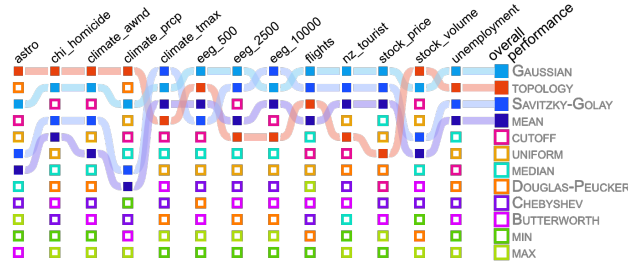 astro
chi_homicide
climate_awnd
climate_prcp
climate_tmax
eeg_500
eeg_2500
eeg_10000
flights
nz_tourist
stock_price
stock_volume
unemployment
overall
performance
GAUSSIAN
TOPOLOGY
SAVITZKY-GOLAY
MEAN
CUTOFF
UNIFORM
MEDIAN
DOUGLAS-PEUCKER
CHEBYSHEV
BUTTERWORTH
MIN
MAX